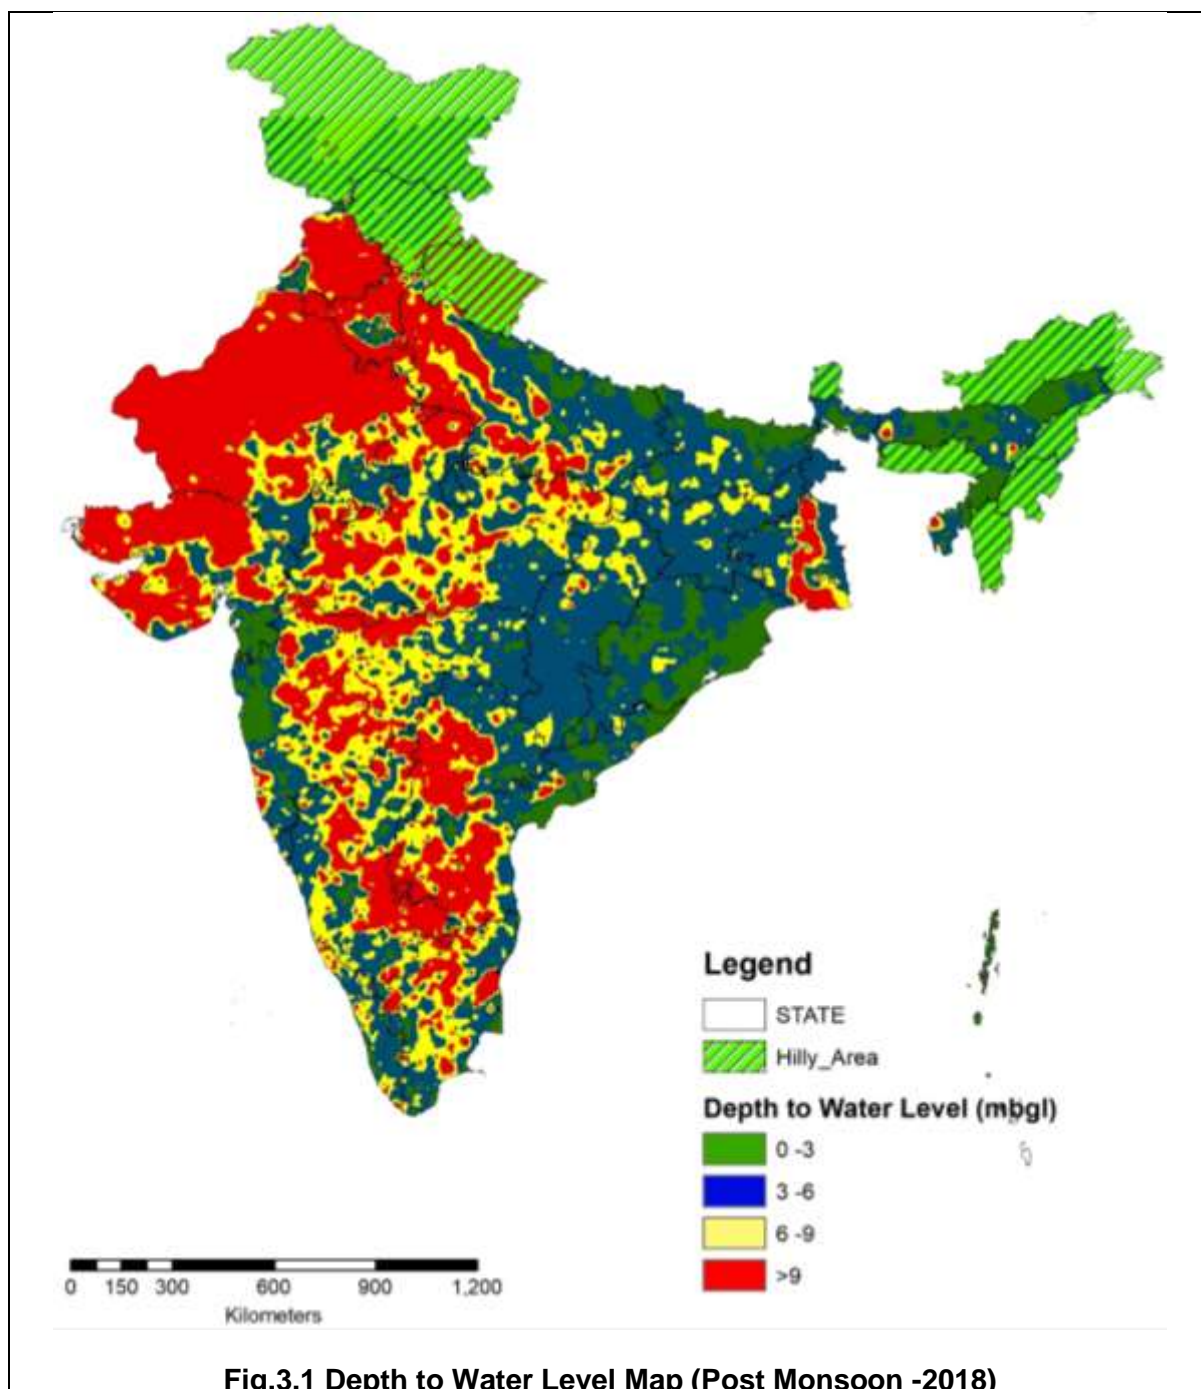 Legend
STATE
Hilly_Area
Depth to Water Level (mbgl)
0 -3
3 -6
6 -9
>9
0 150 300 600 900 1,200
Kilometers
Fig.3.1 Depth to Water Level Map (Post Monsoon -2018)